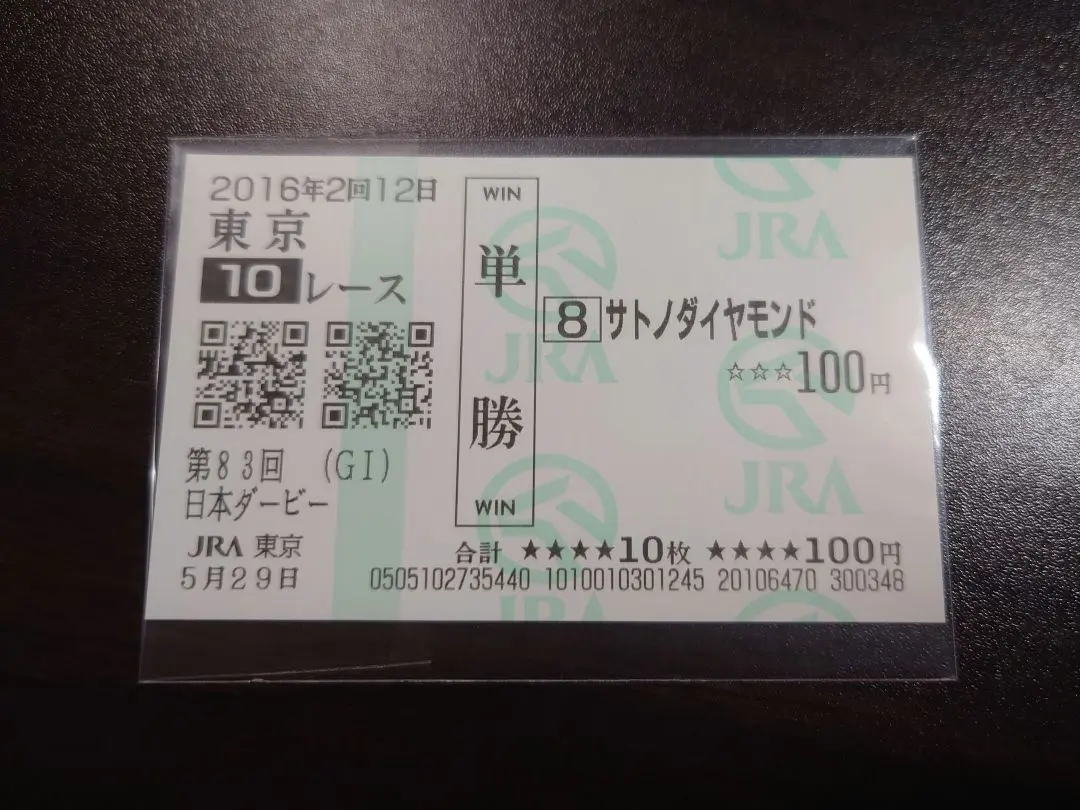 2016年2回12日
東京
10レース
第83回 (GⅠ)
日本ダービー
JRA 東京
5月29日
WIN
単勝
WIN
8 サトノダイヤモンド
☆☆☆100円
合計 ★★★★10枚 ★★★★100円
0505102735440 1010010301245 20106470 300348
JRA
JRA
JRA
JRA